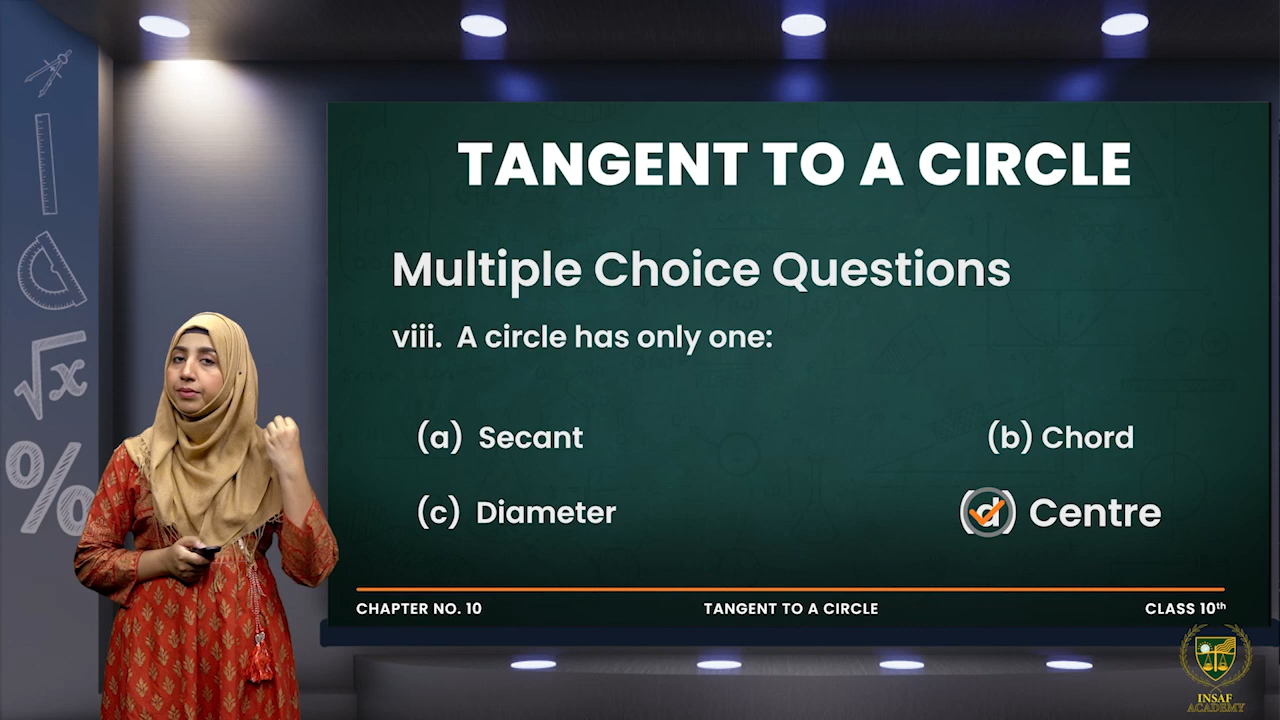 TANGENT TO A CIRCLE
Multiple Choice Questions
viii. A circle has only one:
(a) Secant
(b) Chord
(c) Diameter
(d) Centre
CHAPTER NO. 10
TANGENT TO A CIRCLE
CLASS 10th
√x
%
INSAF
ACADEMY